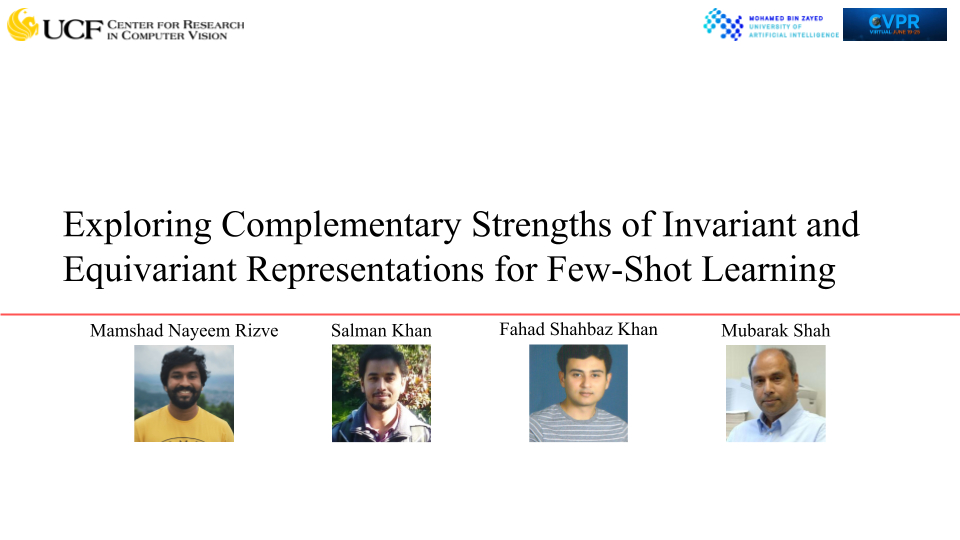 UCF CENTER FOR RESEARCH
IN COMPUTER VISION
MOHAMED BIN ZAYED
UNIVERSITY OF
ARTIFICIAL INTELLIGENCE
CVPR
VIRTUAL JUNE 19-25
Exploring Complementary Strengths of Invariant and
Equivariant Representations for Few-Shot Learning
Mamshad Nayeem Rizve
Salman Khan
Fahad Shahbaz Khan
Mubarak Shah